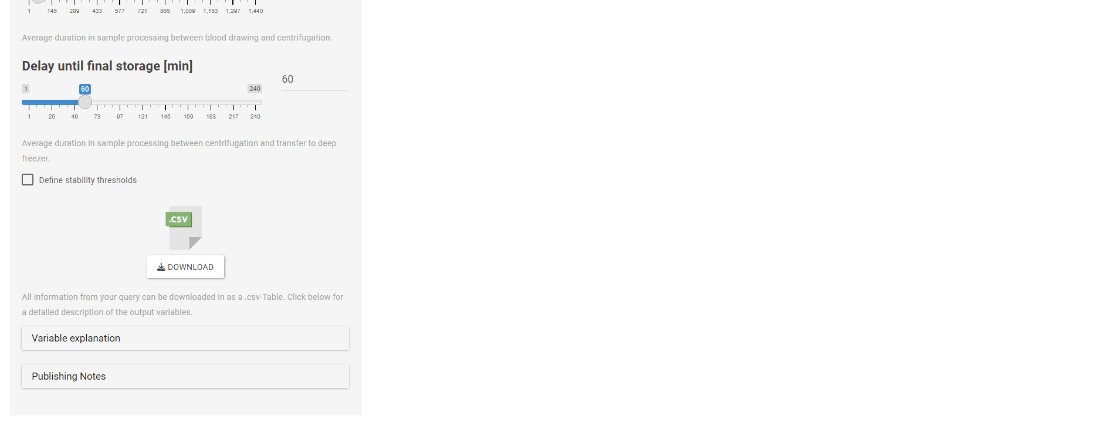 1 145 289 433 577 721 865 1,009 1,153 1,297 1,440
Average duration in sample processing between blood drawing and centrifugation.
Delay until final storage [min]
1 60 240
60
1 26 40 73 97 121 145 169 193 217 240
Average duration in sample processing between centrifugation and transfer to deep
freezer.
Define stability thresholds
.CSV
DOWNLOAD
All information from your query can be downloaded in as a .csv-Table. Click below for
a detailed description of the output variables.
Variable explanation
Publishing Notes